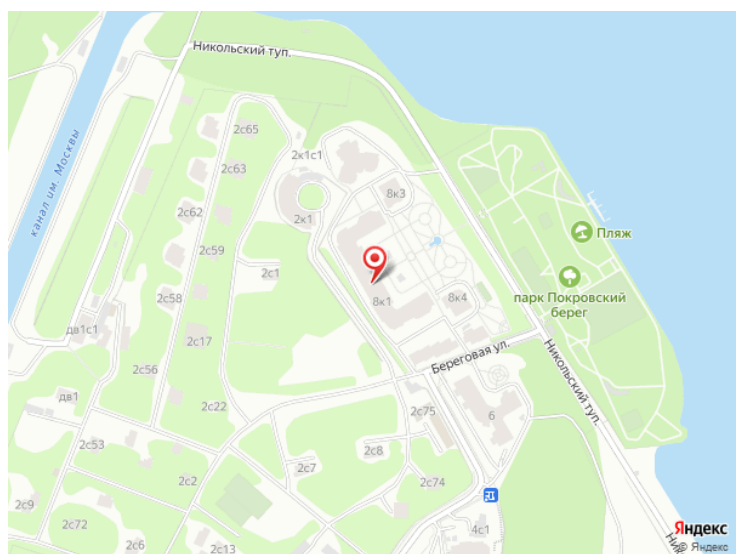 Никольский туп.
канал им. Москвы
2с65
2к1с1
2с63
8к3
2с62
2к1
Пляж
2с59
2с1
парк Покровский
берег
2с58
8к1
8к4
дв1с1
2с17
Береговая ул.
Никольский туп.
2с56
дв1
2с22
2с75
6
2с53
2с8
2с7
2с2
2с74
2с9
2с72
2с6
2с13
4с1
Яндекс
© Яндекс